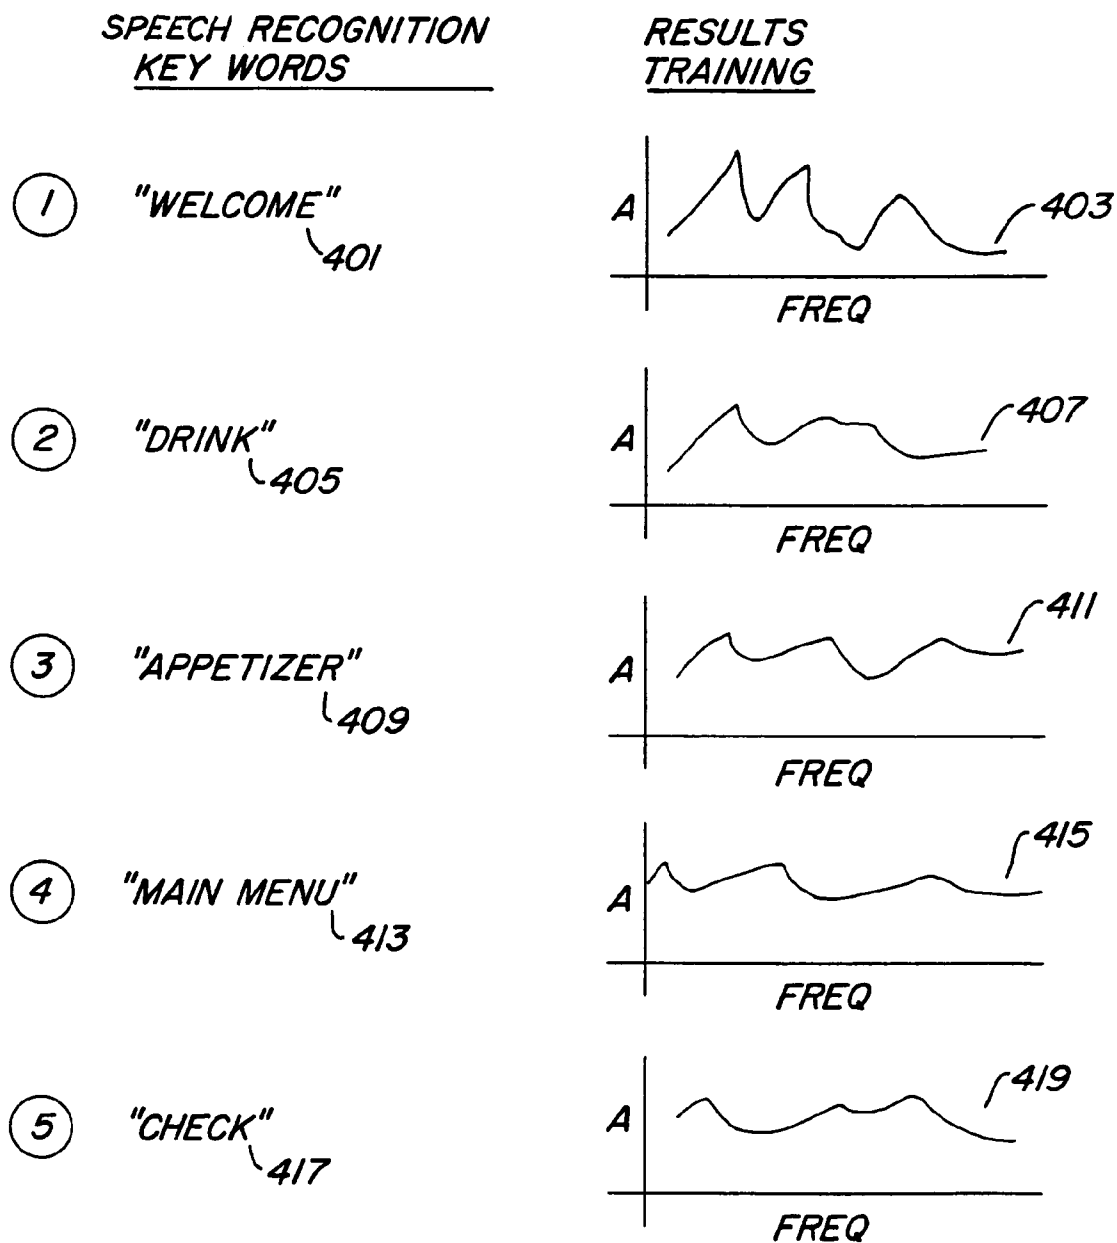 SPEECH RECOGNITION
KEY WORDS
RESULTS
TRAINING
1 "WELCOME"
401
A
403
FREQ
2 "DRINK"
405
A
407
FREQ
3 "APPETIZER"
409
A
411
FREQ
4 "MAIN MENU"
413
A
415
FREQ
5 "CHECK"
417
A
419
FREQ